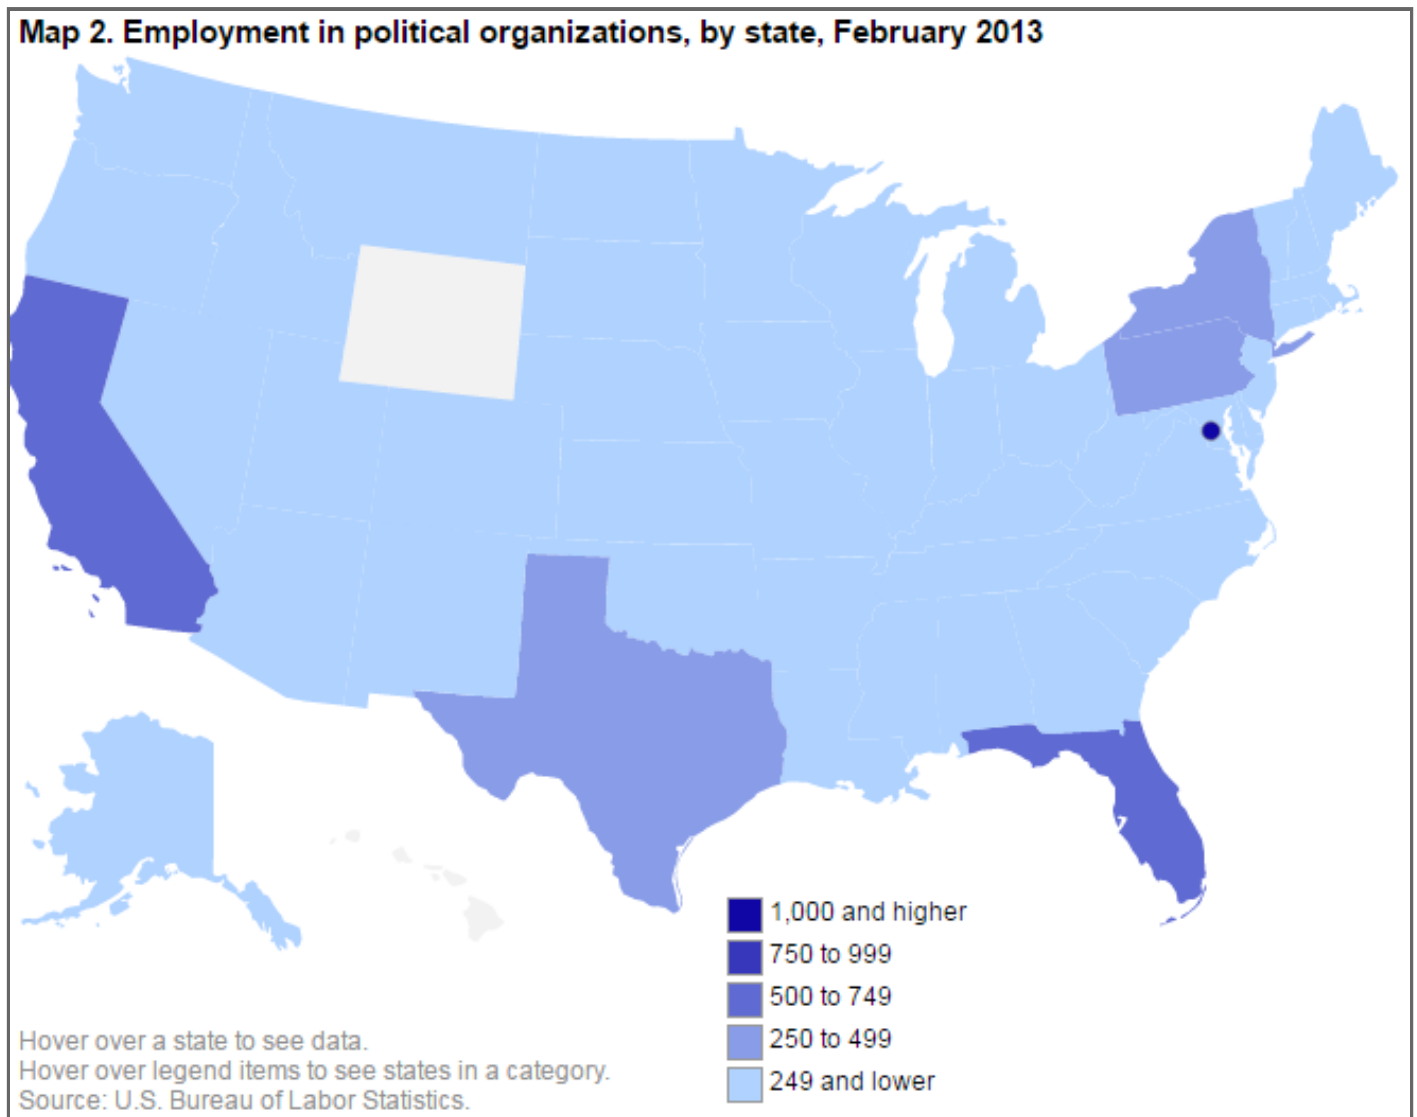 Map 2. Employment in political organizations, by state, February 2013
1,000 and higher
750 to 999
500 to 749
250 to 499
249 and lower
Hover over a state to see data.
Hover over legend items to see states in a category.
Source: U.S. Bureau of Labor Statistics.